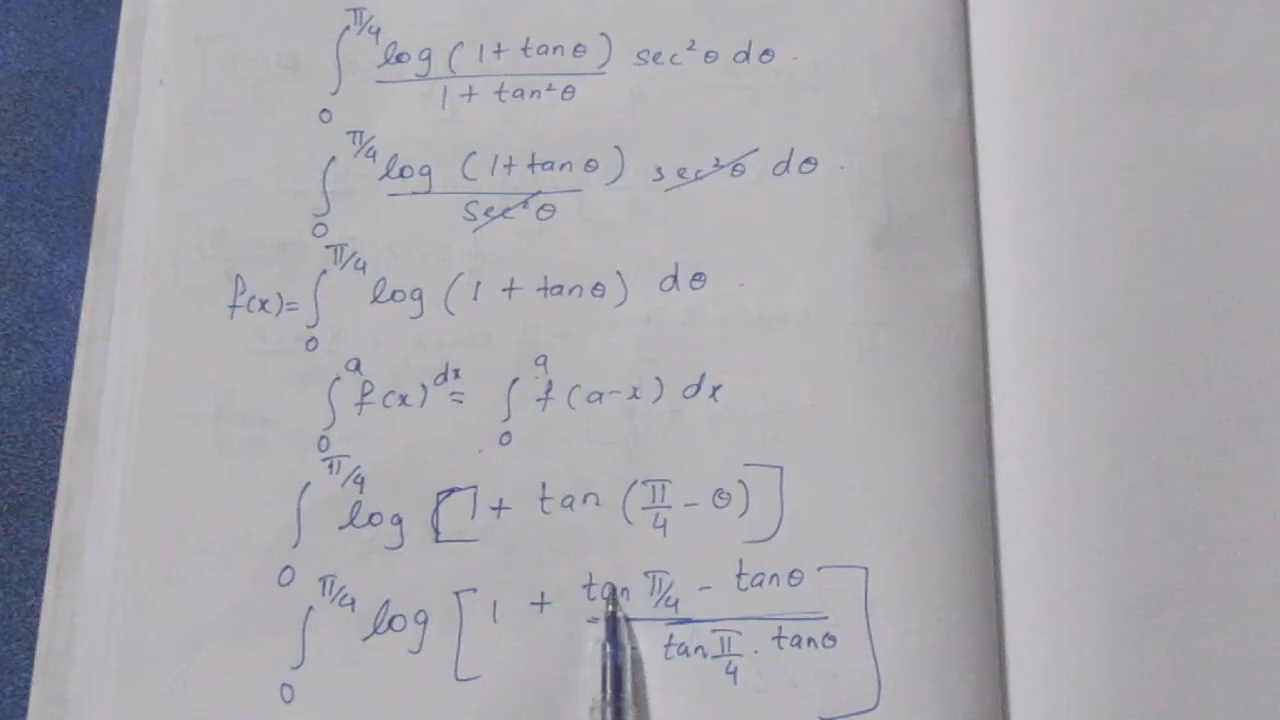 ∫₀^π/4 log (1 + tanθ) / 1 + tan²θ sec²θ dθ.
∫₀^π/4 log (1+tanθ) / sec²θ sec²θ dθ.
f(x) = ∫₀^π/4 log (1 + tanθ) dθ.
∫₀^a f(x) dx = ∫₀^a f(a-x) dx
∫₀^π/4 log [1 + tan (π/4 - θ)]
∫₀^π/4 log [1 + tan π/4 - tanθ / tan π/4 . tanθ]